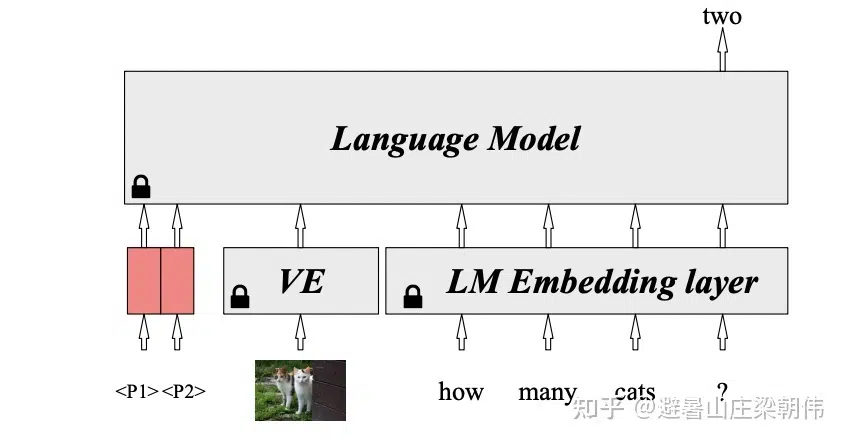 two
Language Model
VE
LM Embedding layer
<P1> <P2>
how many cats ?
知乎 @避暑山庄梁朝伟